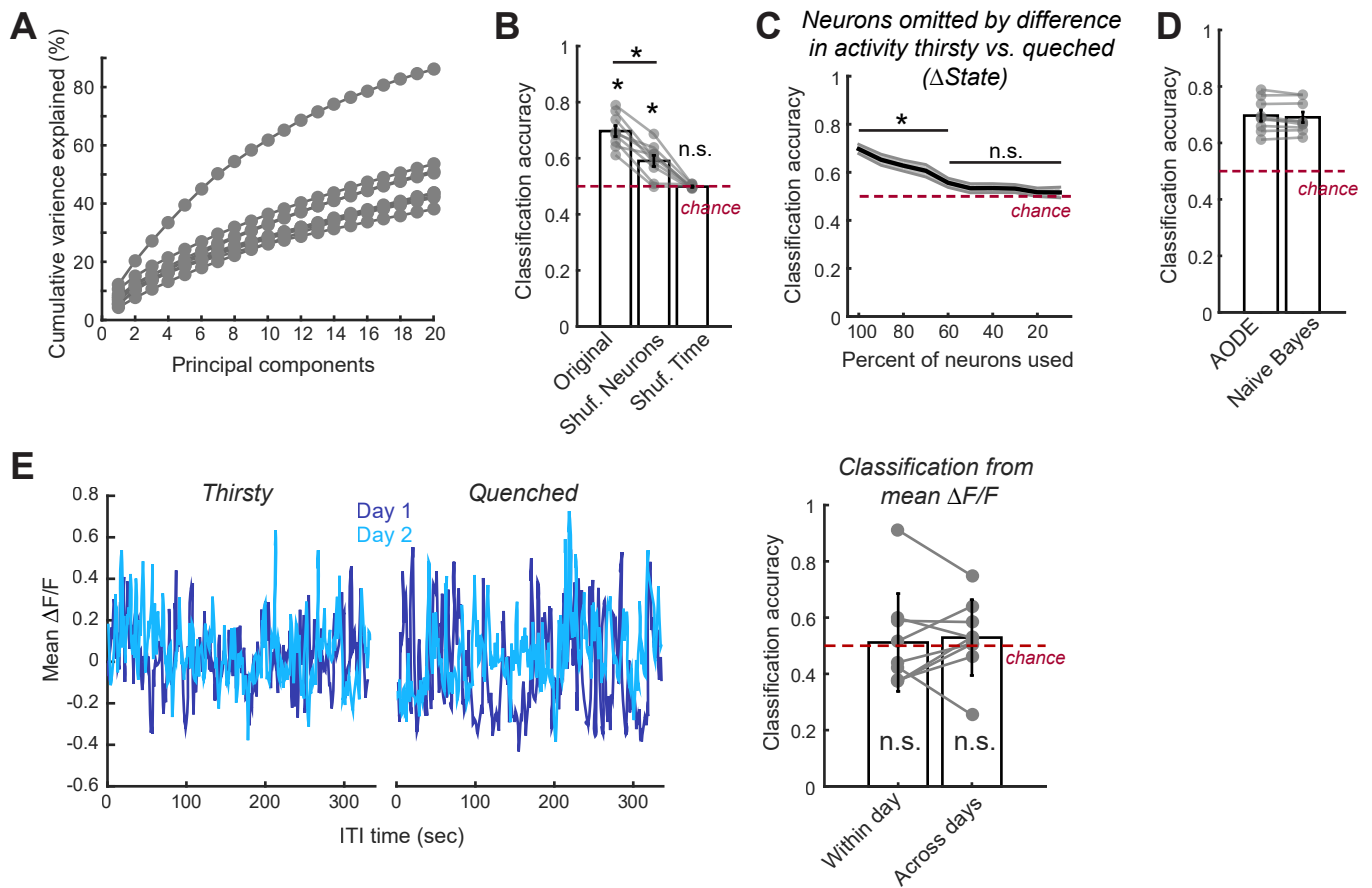 A
Cumulative varience explained (%)
80
60
40
20
0
0 2 4 6 8 10 12 14 16 18 20
Principal components
B
Classification accuracy
1
0.8
0.6
0.4
0.2
0
*
*
*
n.s.
chance
Original
Shuf. Neurons
Shuf. Time
C
Neurons omitted by difference
in activity thirsty vs. queched
(ΔState)
Classification accuracy
1
0.8
0.6
0.4
0.2
0
*
n.s.
chance
100 80 60 40 20
Percent of neurons used
D
Classification accuracy
1
0.8
0.6
0.4
0.2
0
chance
AODE
Naive Bayes
E
Thirsty
Quenched
Day 1
Day 2
Mean ΔF/F
0.8
0.6
0.4
0.2
0
-0.2
-0.4
-0.6
0 100 200 300
0 100 200 300
ITI time (sec)
Classification from
mean ΔF/F
Classification accuracy
1
0.8
0.6
0.4
0.2
0
chance
n.s.
n.s.
Within day
Across days